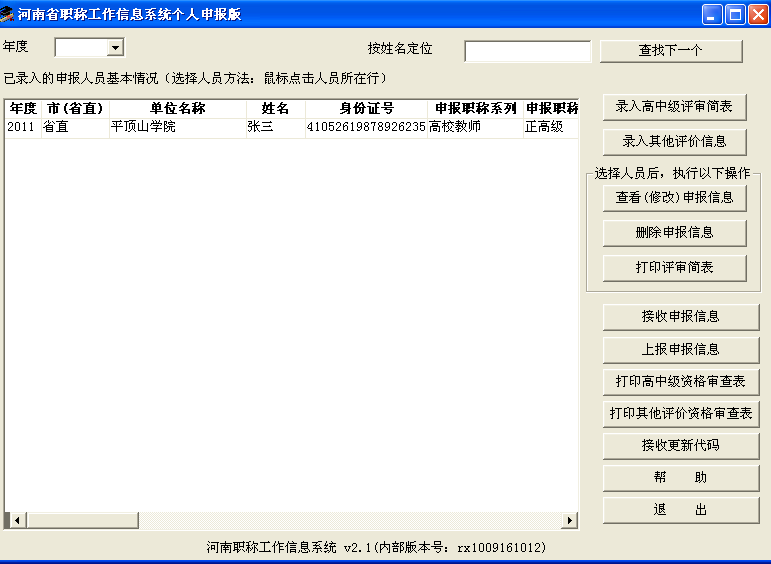 河南省职称工作信息系统个人申报版
年度
按姓名定位
查找下一个
已录入的申报人员基本情况（选择人员方法：鼠标点击人员所在行）
年度 市(省直) 单位名称 姓名 身份证号 申报职称系列 申报职称
2011 省直 平顶山学院 张三 41052619878926235 高校教师 正高级
录入高中级评审简表
录入其他评价信息
选择人员后，执行以下操作
查看(修改)申报信息
删除申报信息
打印评审简表
接收申报信息
上报申报信息
打印高中级资格审查表
打印其他评价资格审查表
接收更新代码
帮 助
退 出
河南职称工作信息系统 v2.1(内部版本号: rx1009161012)